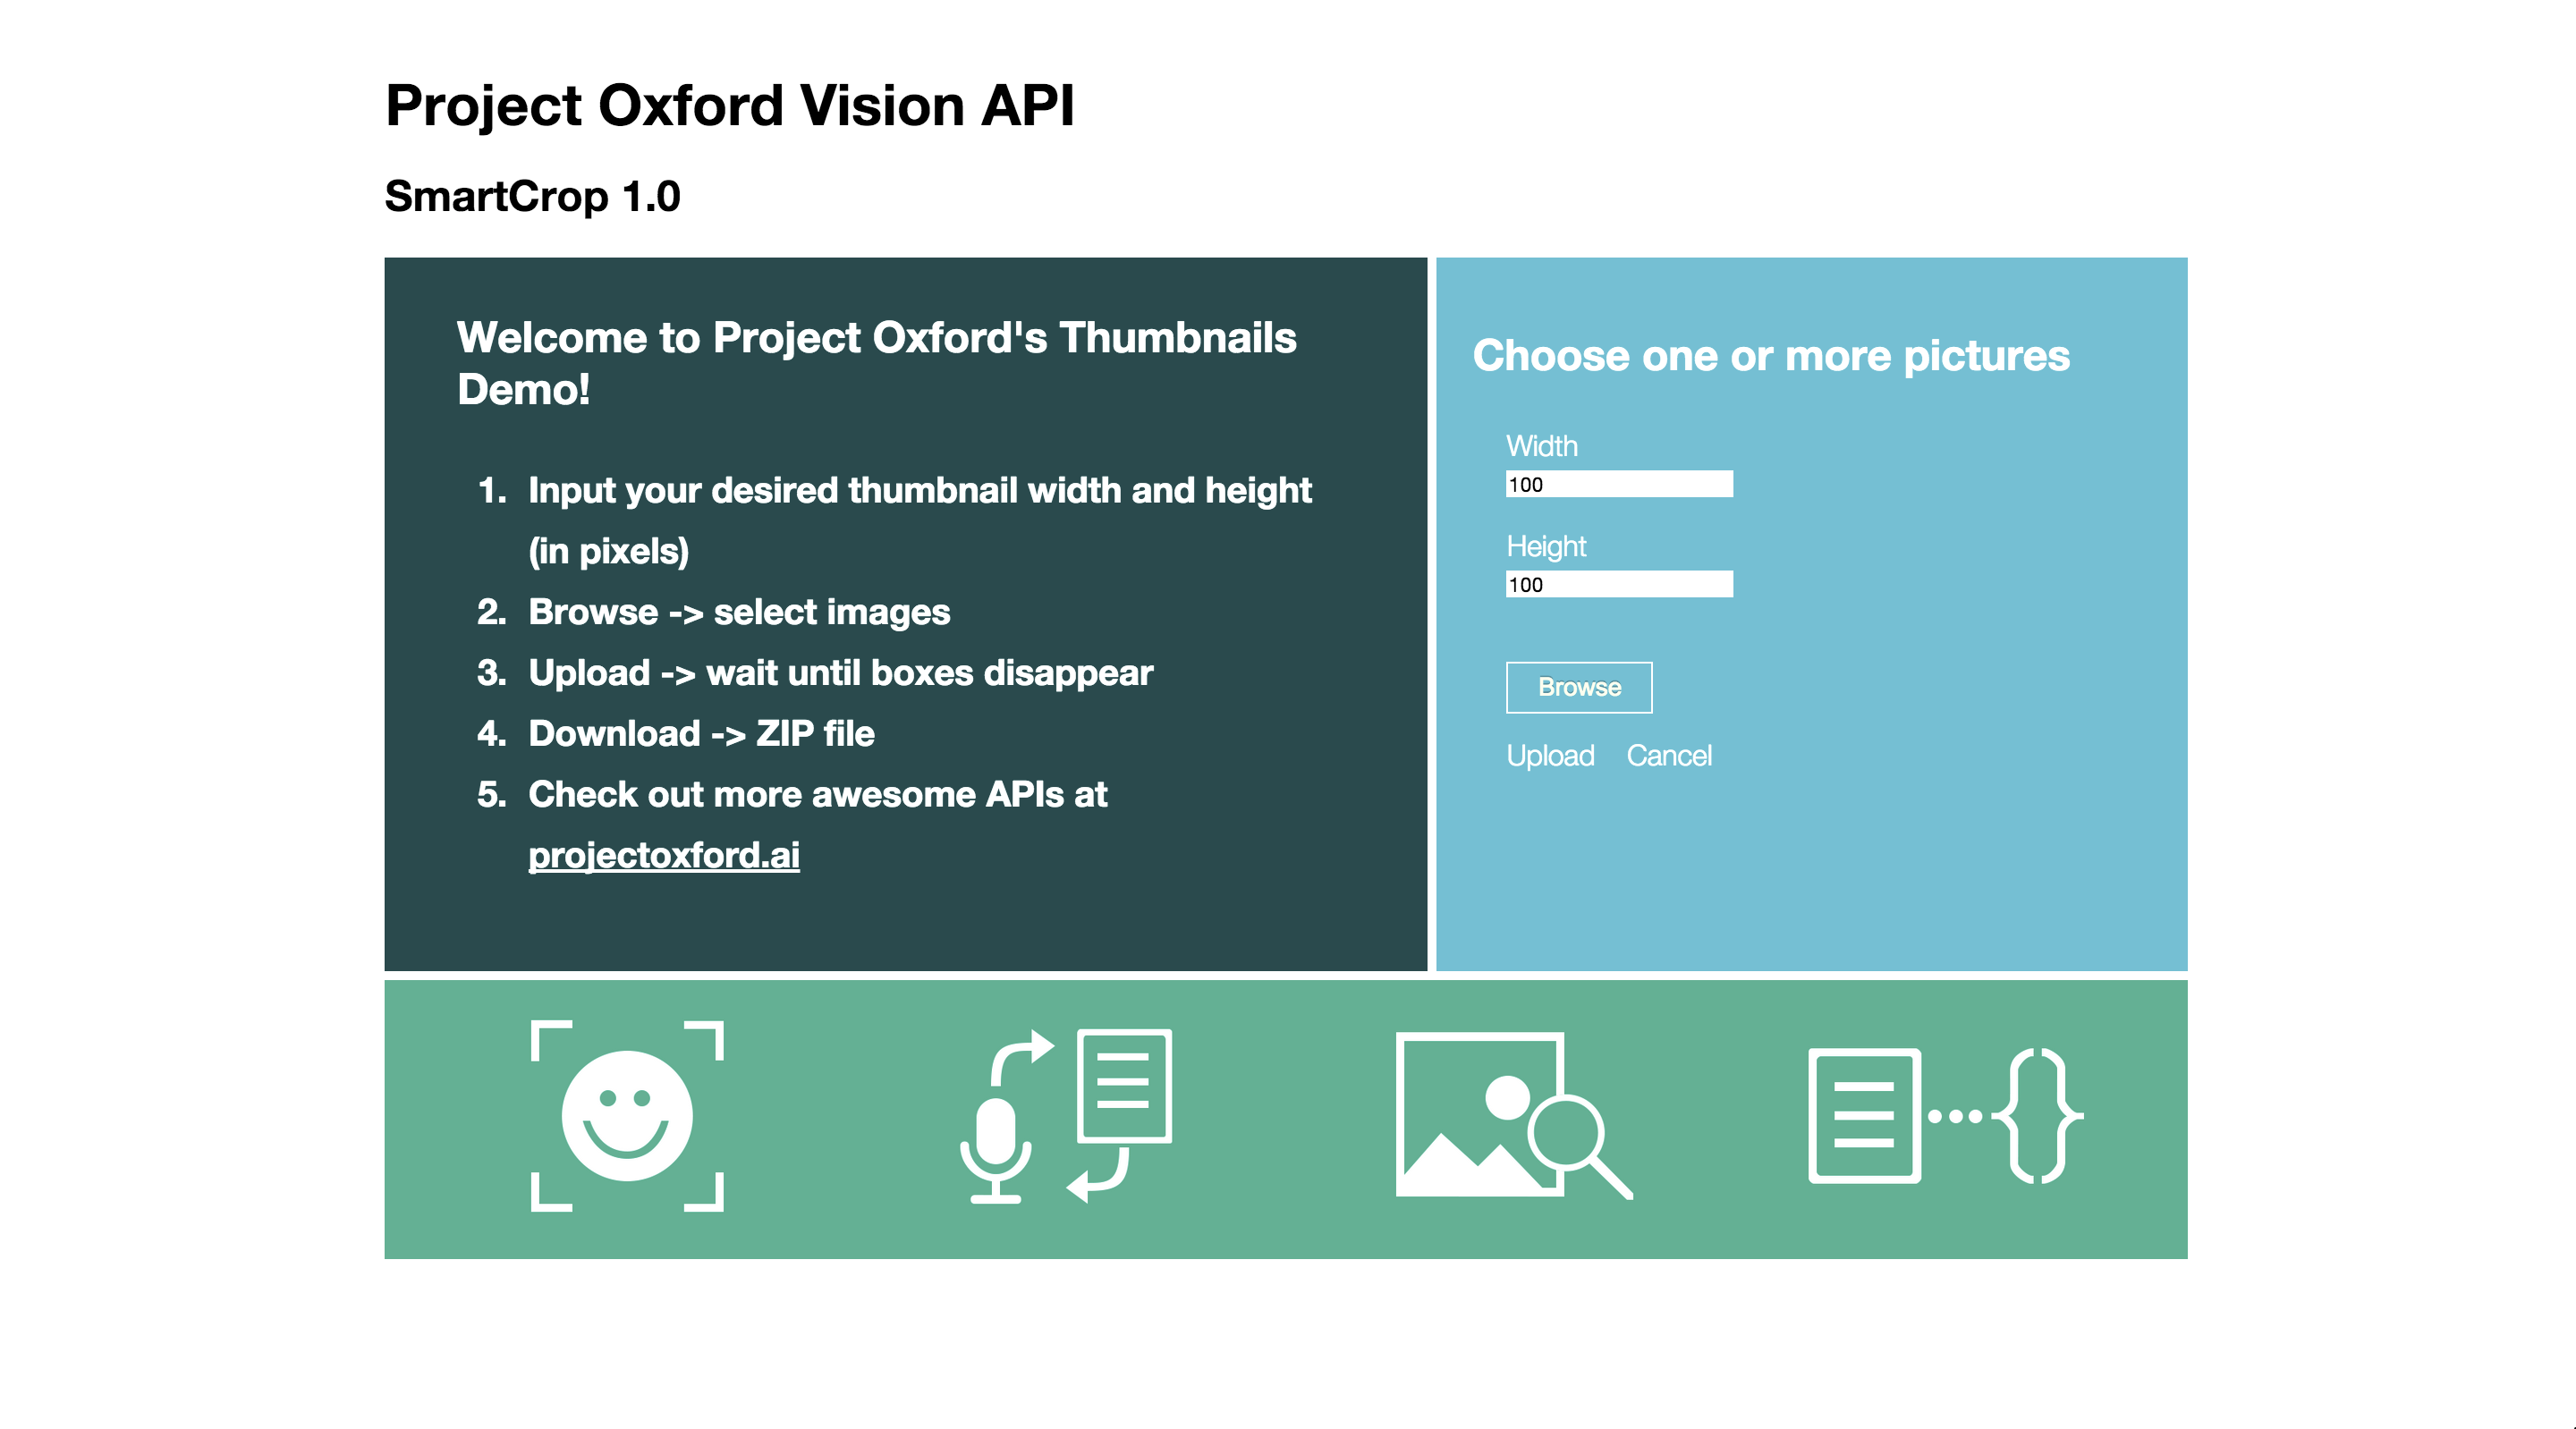 Project Oxford Vision API
SmartCrop 1.0
Welcome to Project Oxford's Thumbnails
Demo!
1. Input your desired thumbnail width and height
(in pixels)
2. Browse -> select images
3. Upload -> wait until boxes disappear
4. Download -> ZIP file
5. Check out more awesome APIs at
projectoxford.ai
Choose one or more pictures
Width
100
Height
100
Browse
Upload Cancel